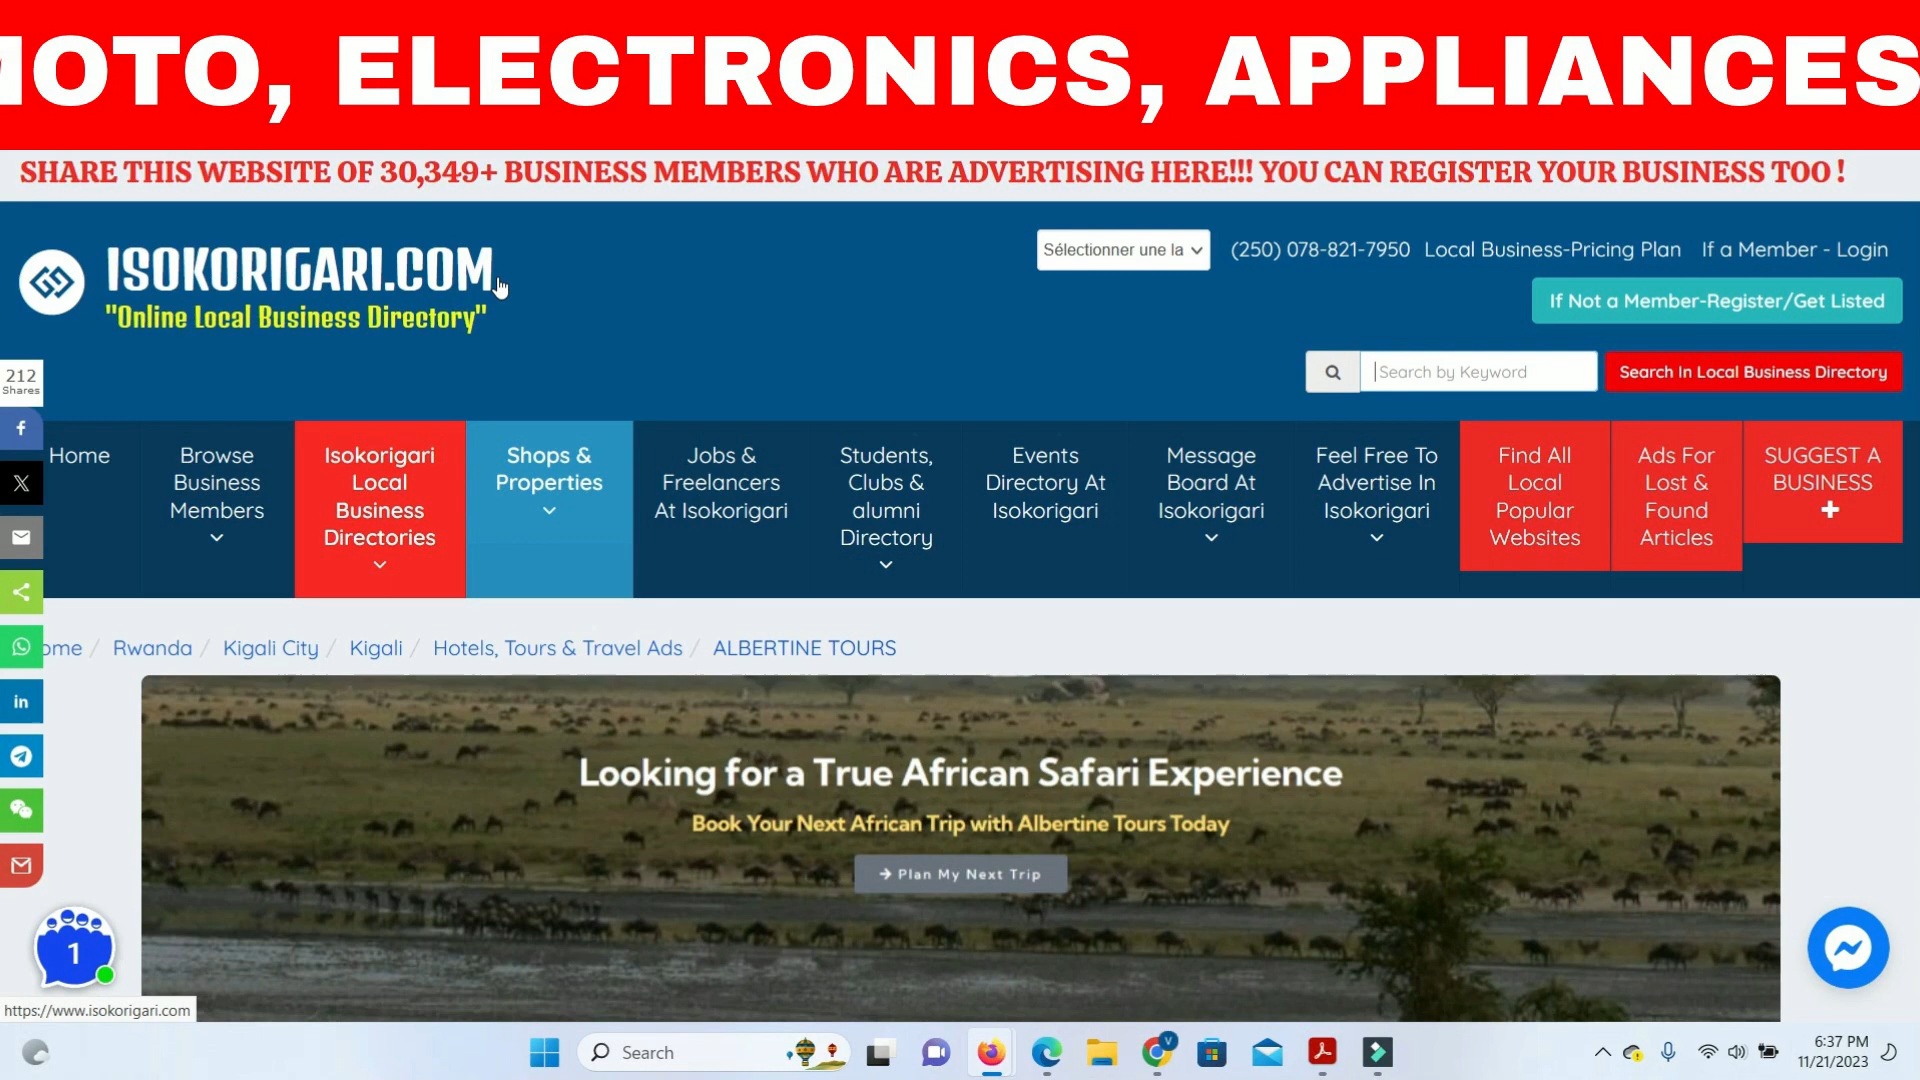 OTO, ELECTRONICS, APPLIANCES
SHARE THIS WEBSITE OF 30,349+ BUSINESS MEMBERS WHO ARE ADVERTISING HERE!!! YOU CAN REGISTER YOUR BUSINESS TOO !
ISOKORIGARI.COM
"Online Local Business Directory"
Sélectionner une la
(250) 078-821-7950
Local Business-Pricing Plan
If a Member - Login
If Not a Member-Register/Get Listed
Search by Keyword
Search In Local Business Directory
212
Shares
Home
Browse
Business
Members
Isokorigari
Local
Business
Directories
Shops &
Properties
Jobs &
Freelancers
At Isokorigari
Students,
Clubs &
alumni
Directory
Events
Directory At
Isokorigari
Message
Board At
Isokorigari
Feel Free To
Advertise In
Isokorigari
Find All
Local
Popular
Websites
Ads For
Lost &
Found
Articles
SUGGEST A
BUSINESS
ome / Rwanda / Kigali City / Kigali / Hotels, Tours & Travel Ads / ALBERTINE TOURS
Looking for a True African Safari Experience
Book Your Next African Trip with Albertine Tours Today
Plan My Next Trip
1
https://www.isokorigari.com
Search
V
6:37 PM
11/21/2023